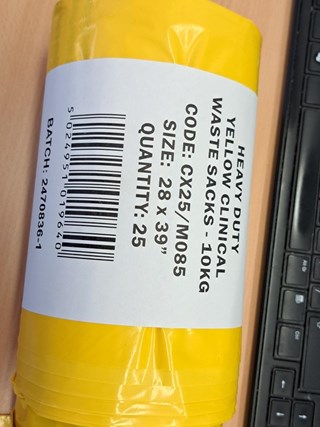 HEAVY DUTY
YELLOW CLINICAL
WASTE SACKS - 10KG
CODE: CX25/M085
SIZE: 28 x 39”
QUANTITY: 25
5 024951 019640
BATCH: 2470836-1